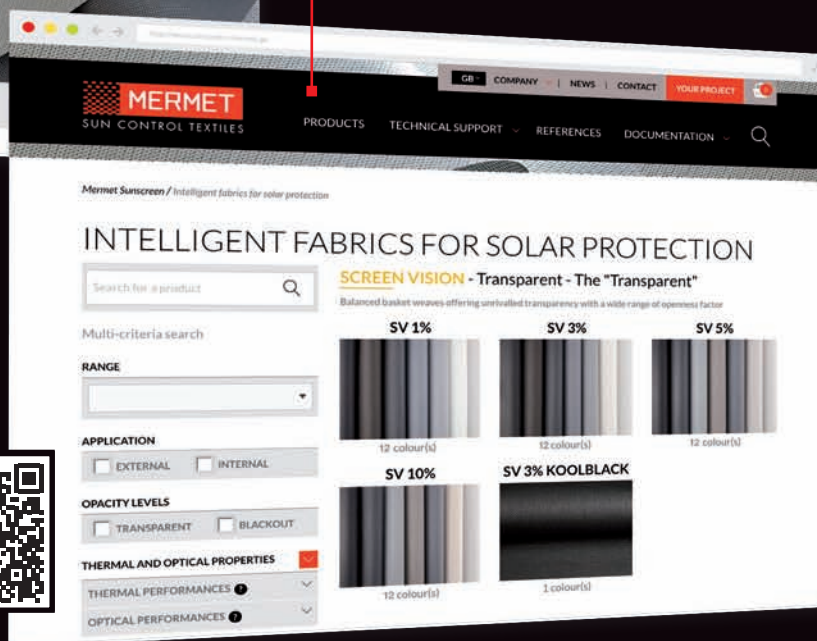 GB
COMPANY | NEWS | CONTACT
YOUR PROJECT
0
MERMET
SUN CONTROL TEXTILES
PRODUCTS
TECHNICAL SUPPORT
REFERENCES
DOCUMENTATION
Mermet Sunscreen / Intelligent fabrics for solar protection
INTELLIGENT FABRICS FOR SOLAR PROTECTION
Search for a product
Multi-criteria search
RANGE
APPLICATION
EXTERNAL
INTERNAL
OPACITY LEVELS
TRANSPARENT
BLACKOUT
THERMAL AND OPTICAL PROPERTIES
THERMAL PERFORMANCES ?
OPTICAL PERFORMANCES ?
SCREEN VISION - Transparent - The "Transparent"
Balanced basket weaves offering unrivalled transparency with a wide range of openness factor
SV 1%
12 colour(s)
SV 3%
12 colour(s)
SV 5%
12 colour(s)
SV 10%
12 colour(s)
SV 3% KOOLBLACK
1 colour(s)